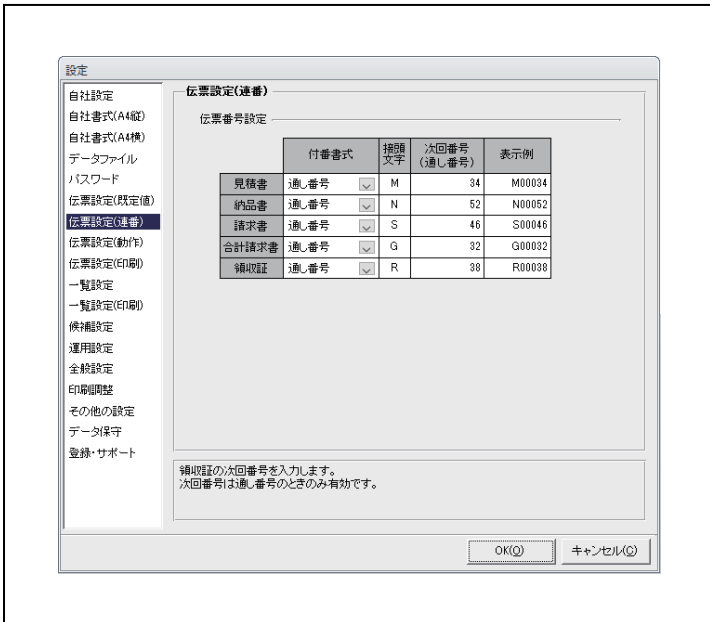 設定
自社設定
自社書式(A4縦)
自社書式(A4横)
データファイル
パスワード
伝票設定(既定値)
伝票設定(連番)
伝票設定(動作)
伝票設定(印刷)
一覧設定
一覧設定(印刷)
候補設定
運用設定
全般設定
印刷調整
その他の設定
データ保守
登録・サポート
伝票設定(連番)
伝票番号設定
付番書式 接頭文字 次回番号(通し番号) 表示例
見積書 通し番号 M 34 M00034
納品書 通し番号 N 52 N00052
請求書 通し番号 S 46 S00046
合計請求書 通し番号 G 32 G00032
領収証 通し番号 R 38 R00038
領収証の次回番号を入力します。
次回番号は通し番号のときのみ有効です。
OK(O) キャンセル(C)